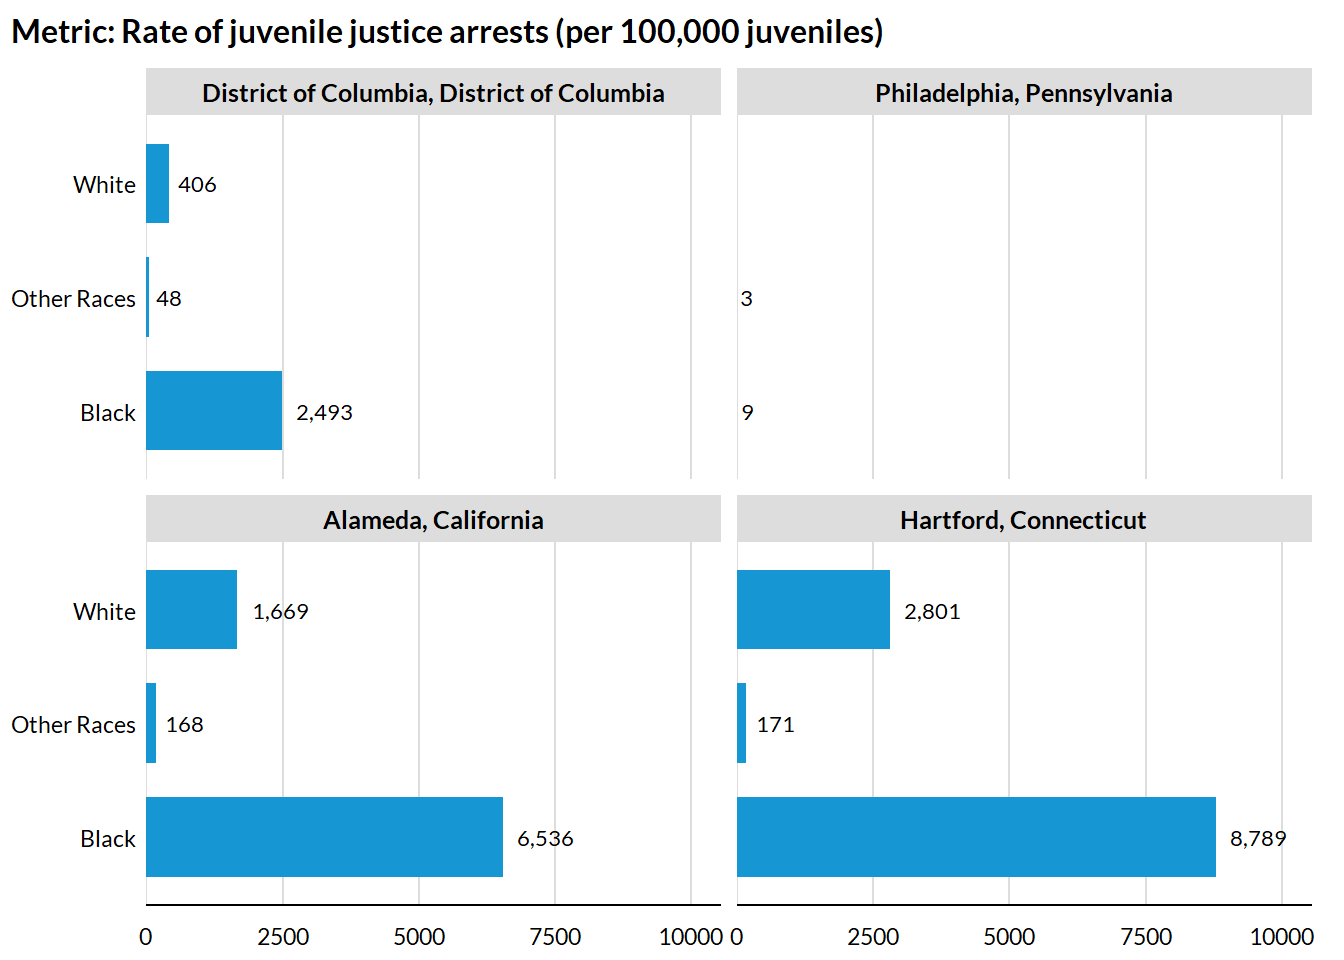 Metric: Rate of juvenile justice arrests (per 100,000 juveniles)
District of Columbia, District of Columbia
Philadelphia, Pennsylvania
White
406
Other Races
48
3
Black
2,493
9
Alameda, California
Hartford, Connecticut
White
1,669
2,801
Other Races
168
171
Black
6,536
8,789
0 2500 5000 7500 10000 0 2500 5000 7500 10000